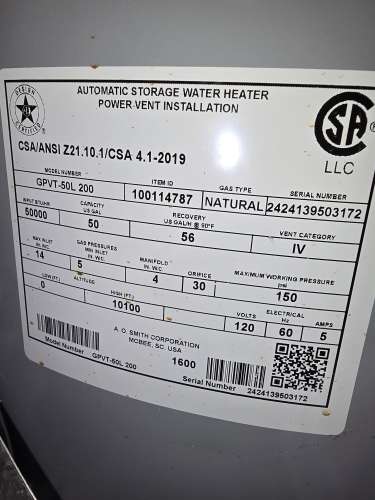 DESIGN
CERTIFIED
AUTOMATIC STORAGE WATER HEATER
POWER VENT INSTALLATION
CSA/ANSI Z21.10.1/CSA 4.1-2019
SA
LLC
MODEL NUMBER ITEM ID GAS TYPE SERIAL NUMBER
GPVT-50L 200 100114787 NATURAL 2424139503172
INPUT BTU/HR CAPACITY US GAL RECOVERY US GAL/H @ 90°F VENT CATEGORY
50000 50 56 IV
MAX INLET IN. W.C. GAS PRESSURES MIN INLET IN. W.C. MANIFOLD IN. W.C. ORIFICE MAXIMUM WORKING PRESSURE psi
14 5 4 30 150
LOW (FT.) ALTITUDE HIGH (FT.) VOLTS ELECTRICAL Hz AMPS
0 10100 120 60 5
A. O. SMITH CORPORATION
MCBEE, SC. USA
Model Number GPVT-50L 200 1600 Serial Number 2424139503172